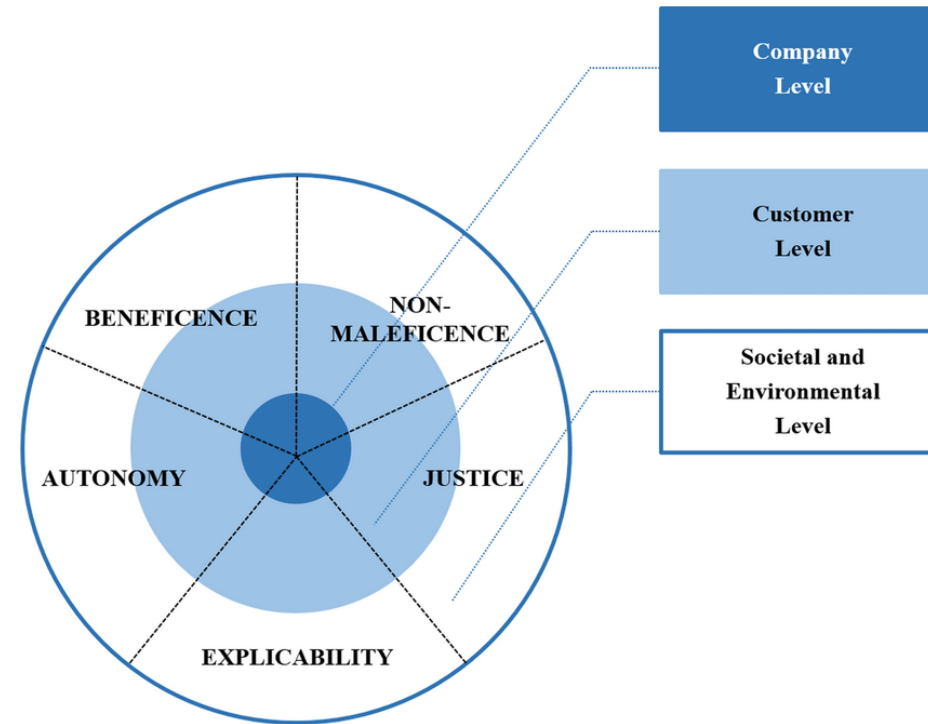 Company
Level
Customer
Level
Societal and
Environmental
Level
BENEFICENCE
NON-
MALEFICENCE
AUTONOMY
JUSTICE
EXPLICABILITY